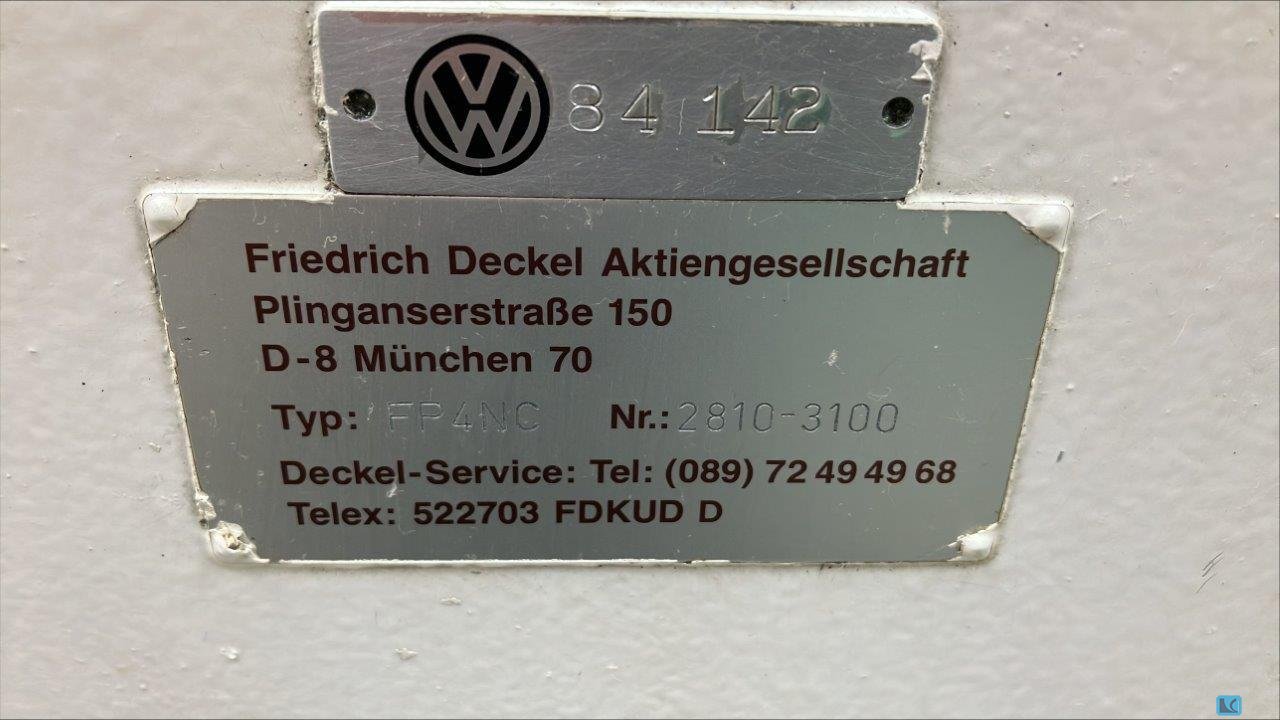 84 142
Friedrich Deckel Aktiengesellschaft
Plinganserstraße 150
D-8 München 70
Typ: FP4NC Nr.: 2810-3100
Deckel-Service: Tel: (089) 72 49 49 68
Telex: 522703 FDKUD D